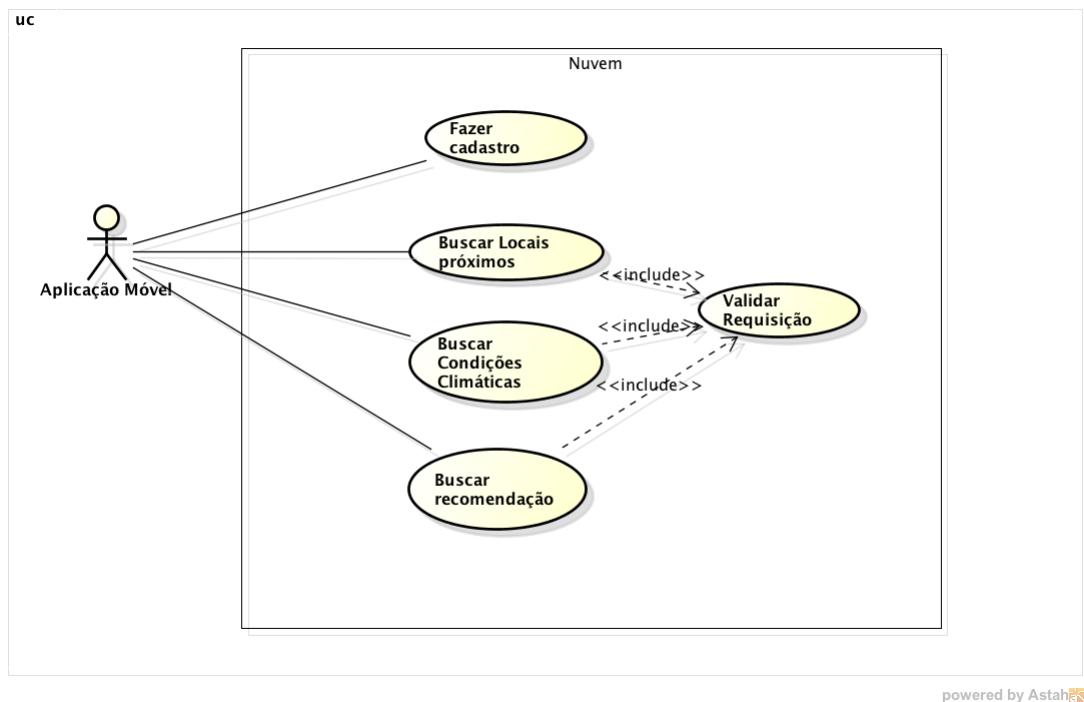 uc
Nuvem
Fazer
cadastro
Buscar Locais
próximos
<<include>>
Validar
Requisição
Aplicação Móvel
<<include>>
Buscar
Condições
Climáticas
<<include>>
Buscar
recomendação
powered by Astah